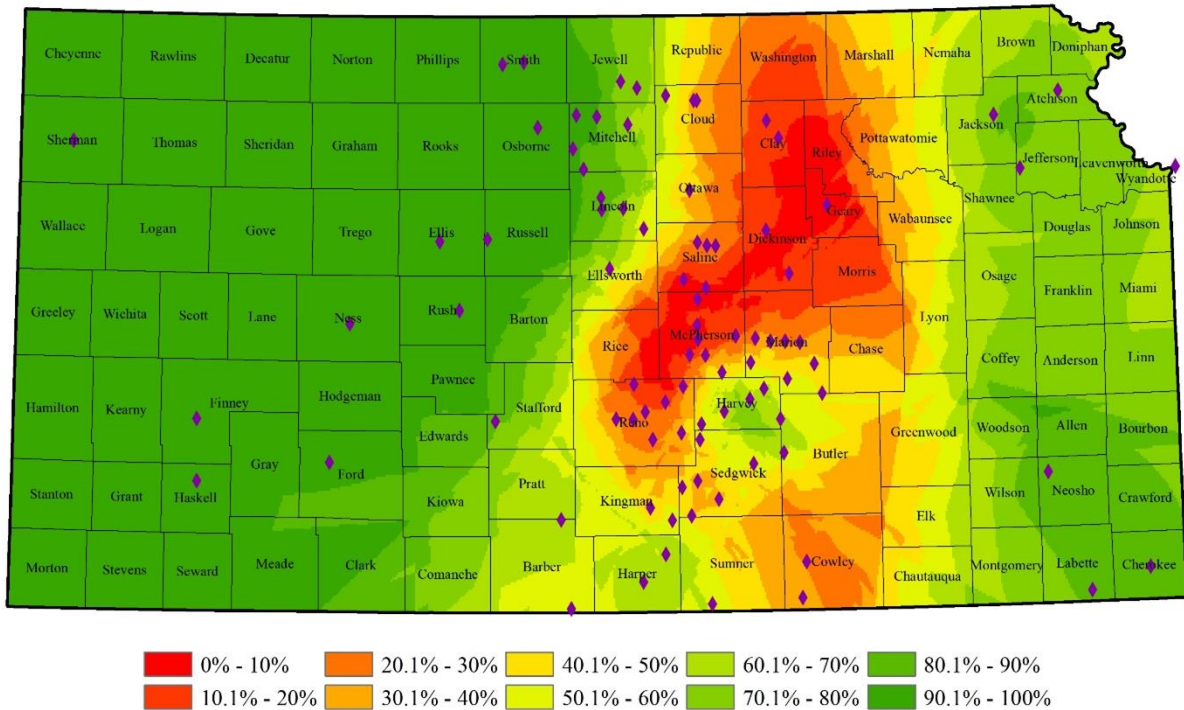 Cheyenne Rawlins Decatur Norton Phillips Smith Jewell Republic Washington Marshall Nemaha Brown Doniphan
Sherman Thomas Sheridan Graham Rooks Osborne Mitchell Cloud Clay Riley Pottawatomie Jackson Atchison
Jefferson Leavenworth Wyandotte
Wallace Logan Gove Trego Ellis Russell Lincoln Ottawa Saline Dickinson Geary Wabaunsee Shawnee Douglas Johnson
Greeley Wichita Scott Lane Ness Rush Barton Ellsworth Rice McPherson Marion Morris Chase Lyon Osage Franklin Miami
Hamilton Kearny Finney Hodgeman Pawnee Stafford Reno Harvey Coffey Anderson Linn
Gray Ford Edwards Sedgwick Butler Greenwood Woodson Allen Bourbon
Stanton Grant Haskell Kiowa Pratt Kingman Elk Wilson Neosho Crawford
Morton Stevens Seward Meade Clark Comanche Barber Harper Sumner Cowley Chautauqua Montgomery Labette Cherokee
0% - 10% 20.1% - 30% 40.1% - 50% 60.1% - 70% 80.1% - 90%
10.1% - 20% 30.1% - 40% 50.1% - 60% 70.1% - 80% 90.1% - 100%